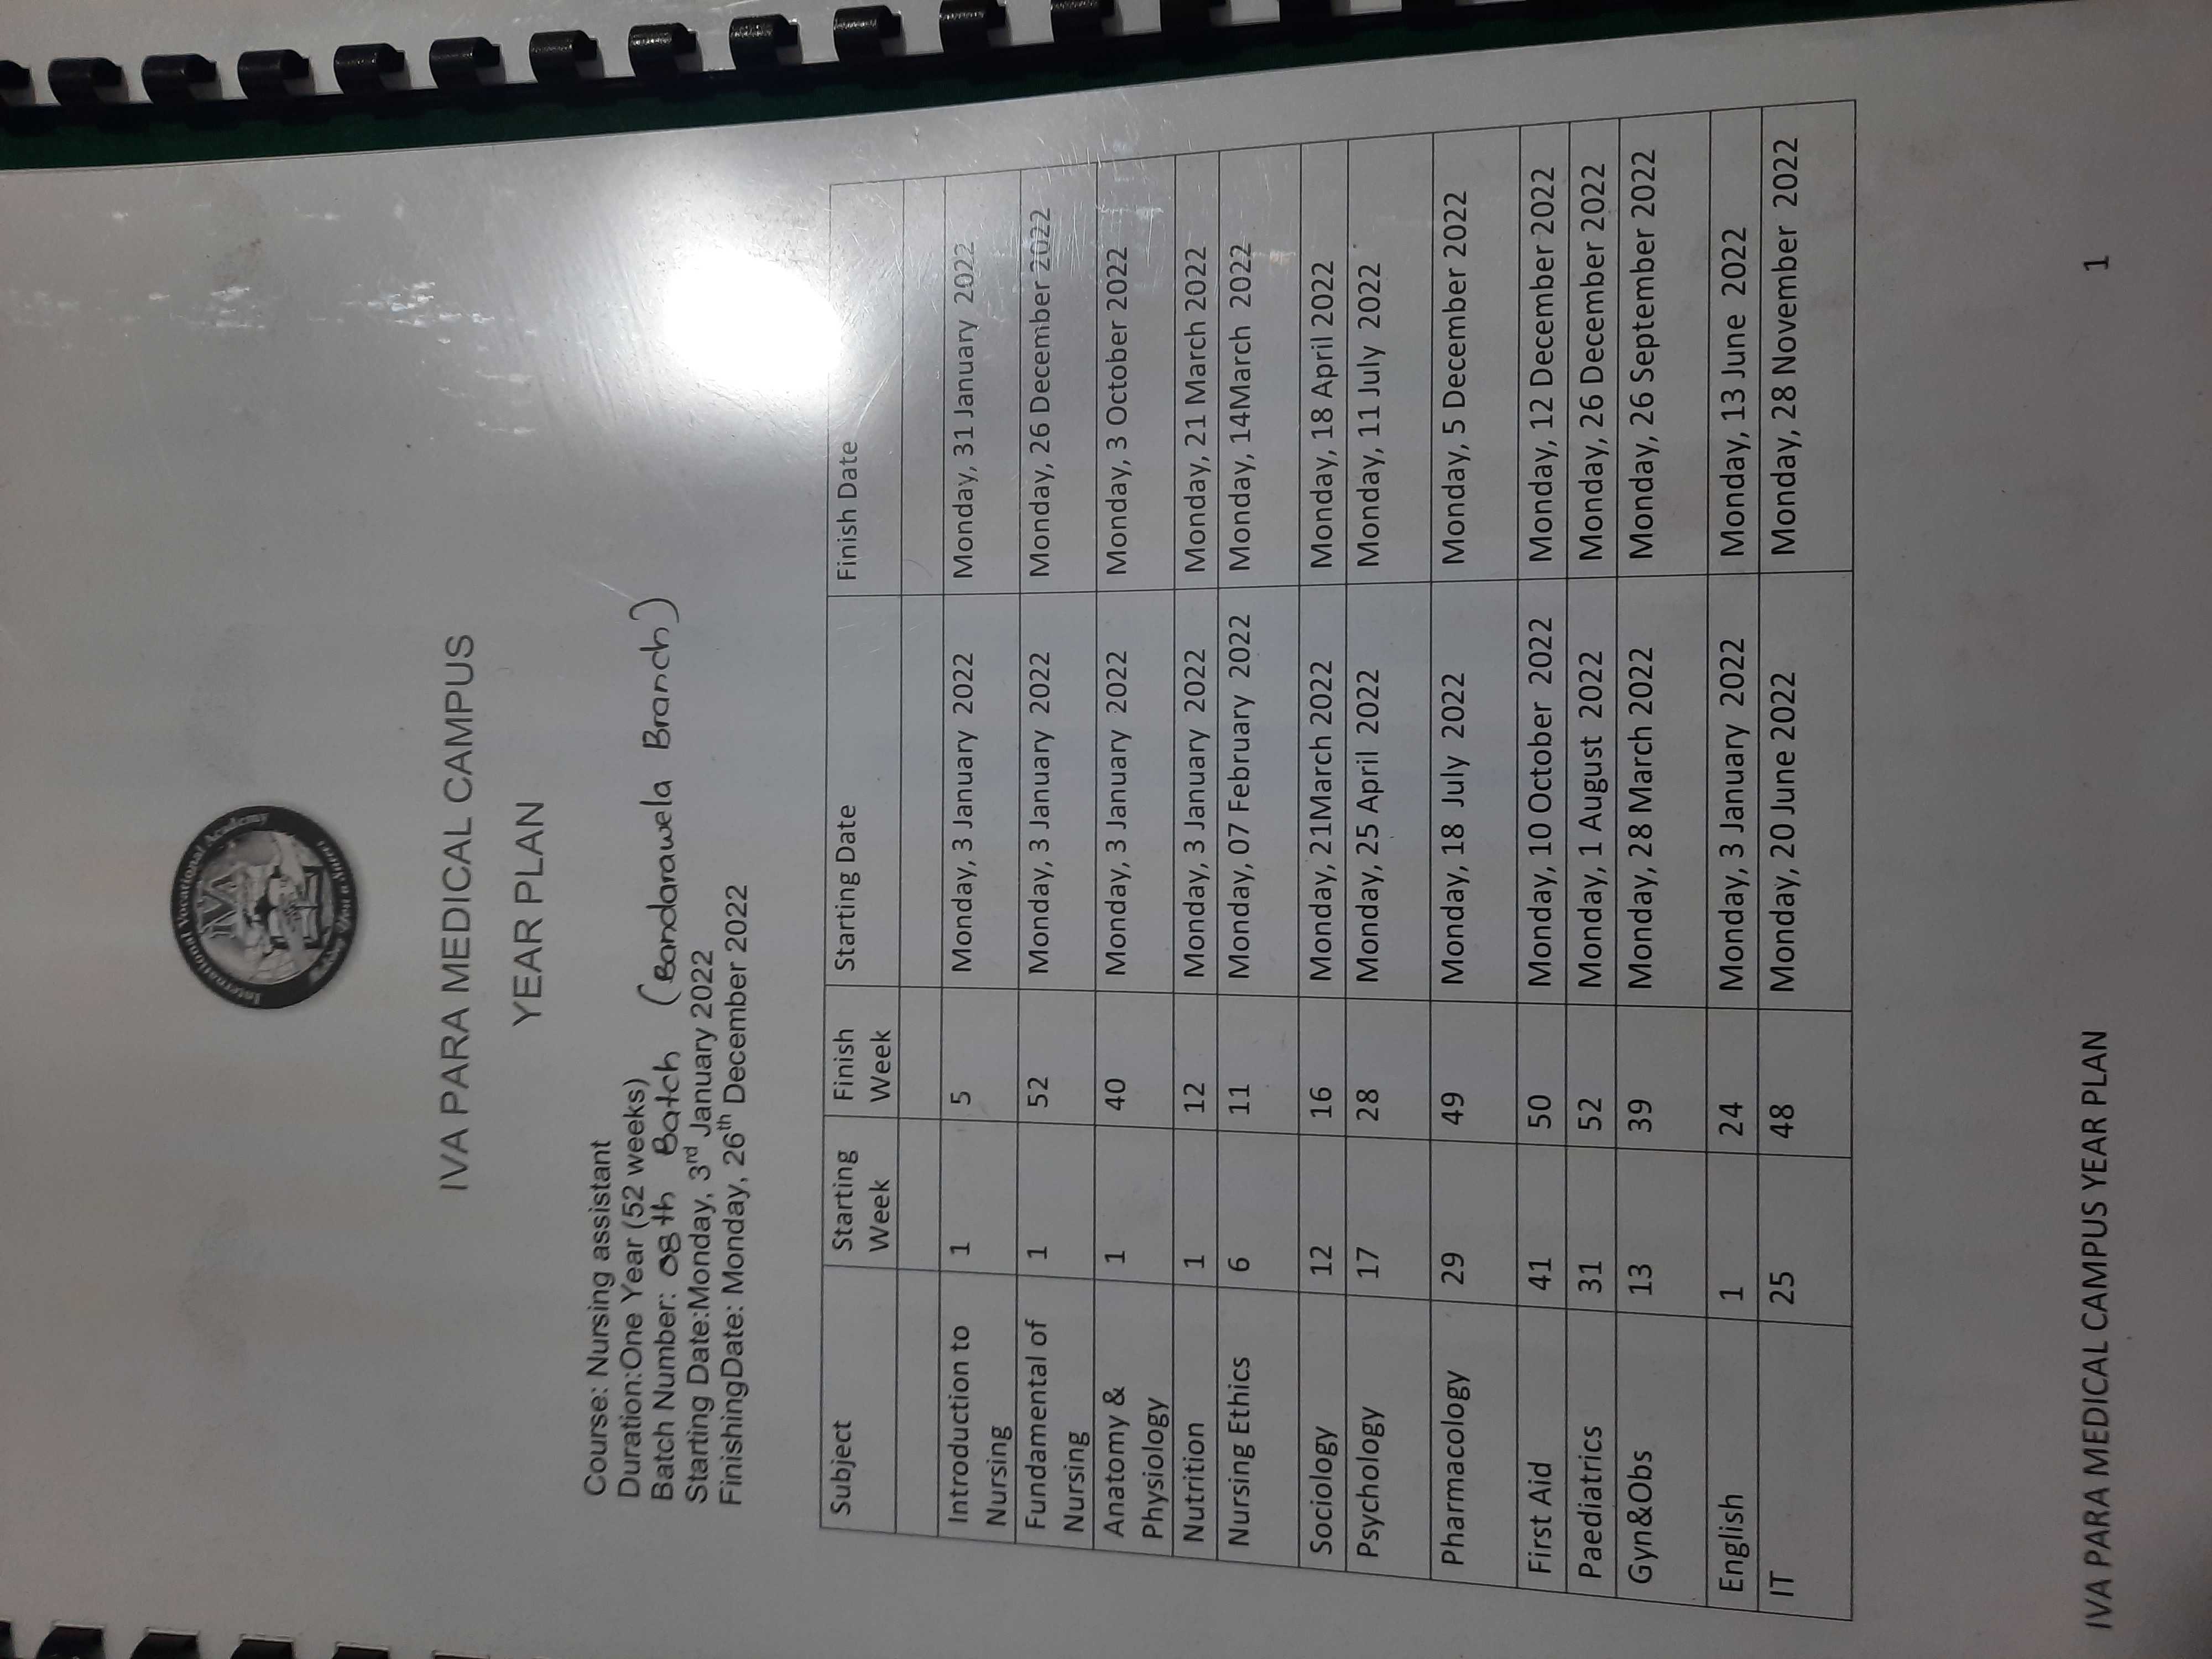 International Vocational Academy
IVA
IVA PARA MEDICAL CAMPUS
YEAR PLAN
Course: Nursing assistant
Duration:One Year (52 weeks)
Batch Number: 08 th Batch (Bandarawela Branch)
Starting Date:Monday, 3rd January 2022
FinishingDate: Monday, 26th December 2022
Subject Starting Week Finish Week Starting Date Finish Date
Introduction to Nursing 1 5 Monday, 3 January 2022 Monday, 31 January 2022
Fundamental of Nursing 1 52 Monday, 3 January 2022 Monday, 26 December 2022
Anatomy & Physiology 1 40 Monday, 3 January 2022 Monday, 3 October 2022
Nutrition 1 12 Monday, 3 January 2022 Monday, 21 March 2022
Nursing Ethics 6 11 Monday, 07 February 2022 Monday, 14March 2022
Sociology 12 16 Monday, 21March 2022 Monday, 18 April 2022
Psychology 17 28 Monday, 25 April 2022 Monday, 11 July 2022
Pharmacology 29 49 Monday, 18 July 2022 Monday, 5 December 2022
First Aid 41 50 Monday, 10 October 2022 Monday, 12 December 2022
Paediatrics 31 52 Monday, 1 August 2022 Monday, 26 December 2022
Gyn&Obs 13 39 Monday, 28 March 2022 Monday, 26 September 2022
English 1 24 Monday, 3 January 2022 Monday, 13 June 2022
IT 25 48 Monday, 20 June 2022 Monday, 28 November 2022
IVA PARA MEDICAL CAMPUS YEAR PLAN 1